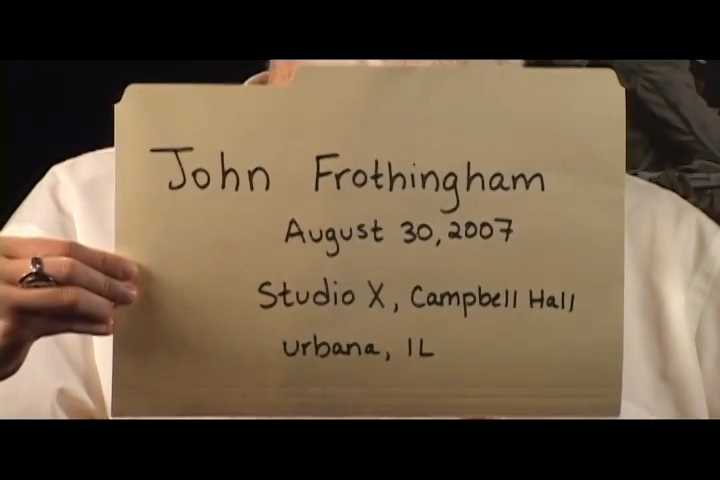 John Frothingham
August 30, 2007
Studio X, Campbell Hall
Urbana, IL